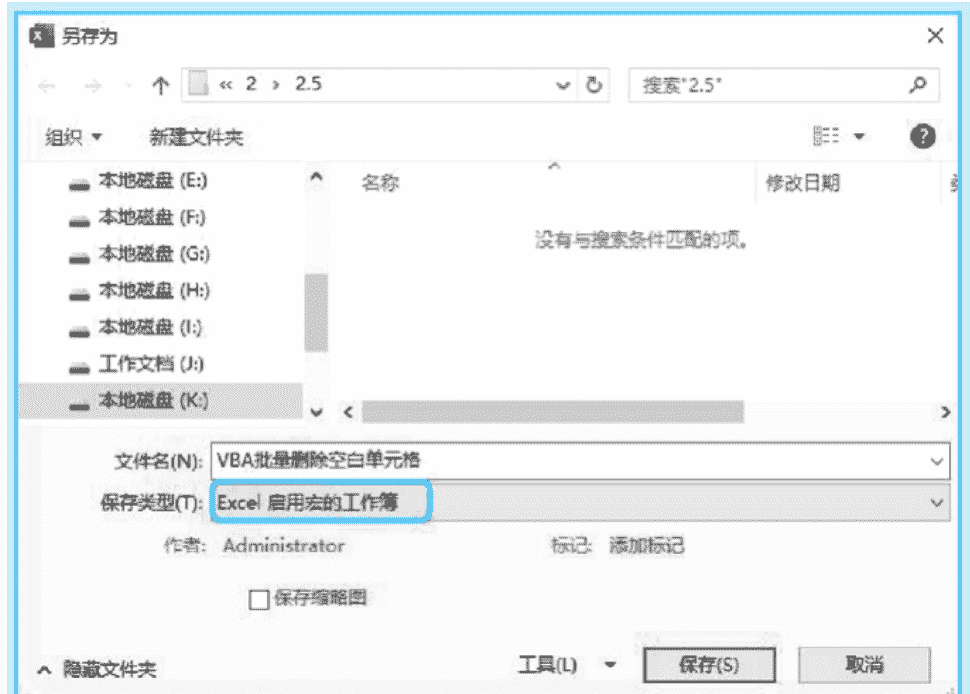 另存为
« 2 › 2.5
搜索"2.5"
组织 新建文件夹
本地磁盘 (E:)
本地磁盘 (F:)
本地磁盘 (G:)
本地磁盘 (H:)
本地磁盘 (I:)
工作文档 (J:)
本地磁盘 (K:)
名称 修改日期
没有与搜索条件匹配的项。
文件名(N): VBA批量删除空白单元格
保存类型(T): Excel 启用宏的工作簿
作者: Administrator 标记: 添加标记
保存缩略图
隐藏文件夹 工具(L) 保存(S) 取消